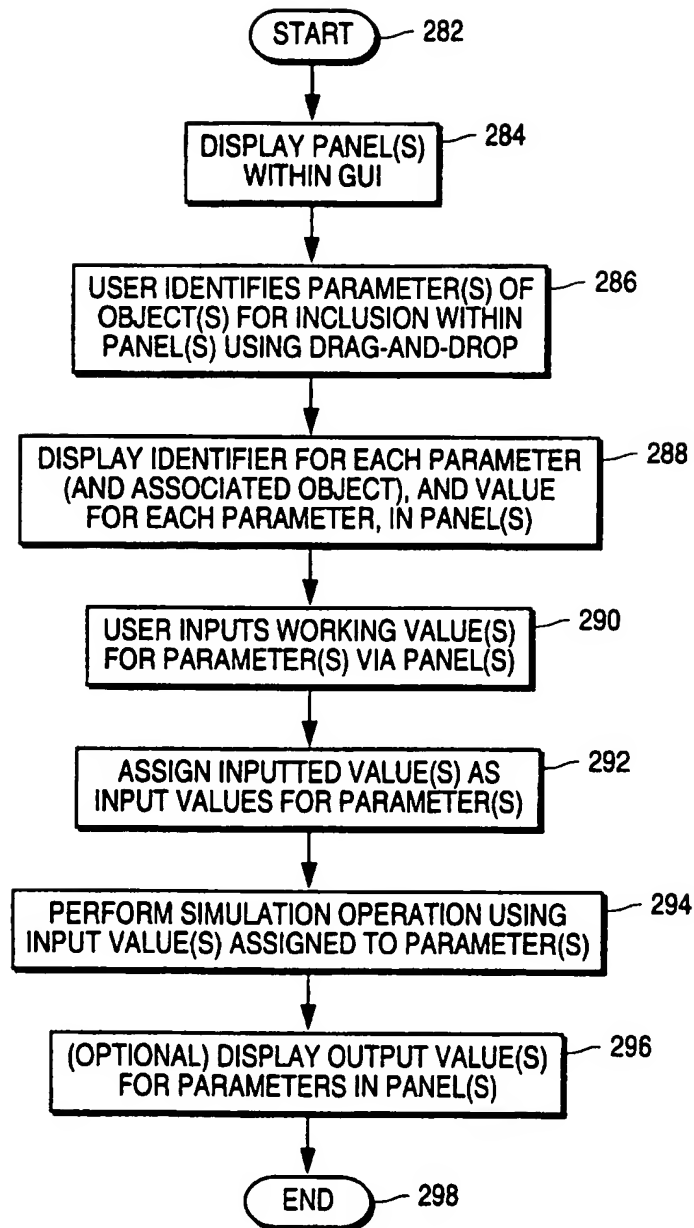 START
282
DISPLAY PANEL(S)
WITHIN GUI
284
USER IDENTIFIES PARAMETER(S) OF
OBJECT(S) FOR INCLUSION WITHIN
PANEL(S) USING DRAG-AND-DROP
286
DISPLAY IDENTIFIER FOR EACH PARAMETER
(AND ASSOCIATED OBJECT), AND VALUE
FOR EACH PARAMETER, IN PANEL(S)
288
USER INPUTS WORKING VALUE(S)
FOR PARAMETER(S) VIA PANEL(S)
290
ASSIGN INPUTTED VALUE(S) AS
INPUT VALUES FOR PARAMETER(S)
292
PERFORM SIMULATION OPERATION USING
INPUT VALUE(S) ASSIGNED TO PARAMETER(S)
294
(OPTIONAL) DISPLAY OUTPUT VALUE(S)
FOR PARAMETERS IN PANEL(S)
296
END
298